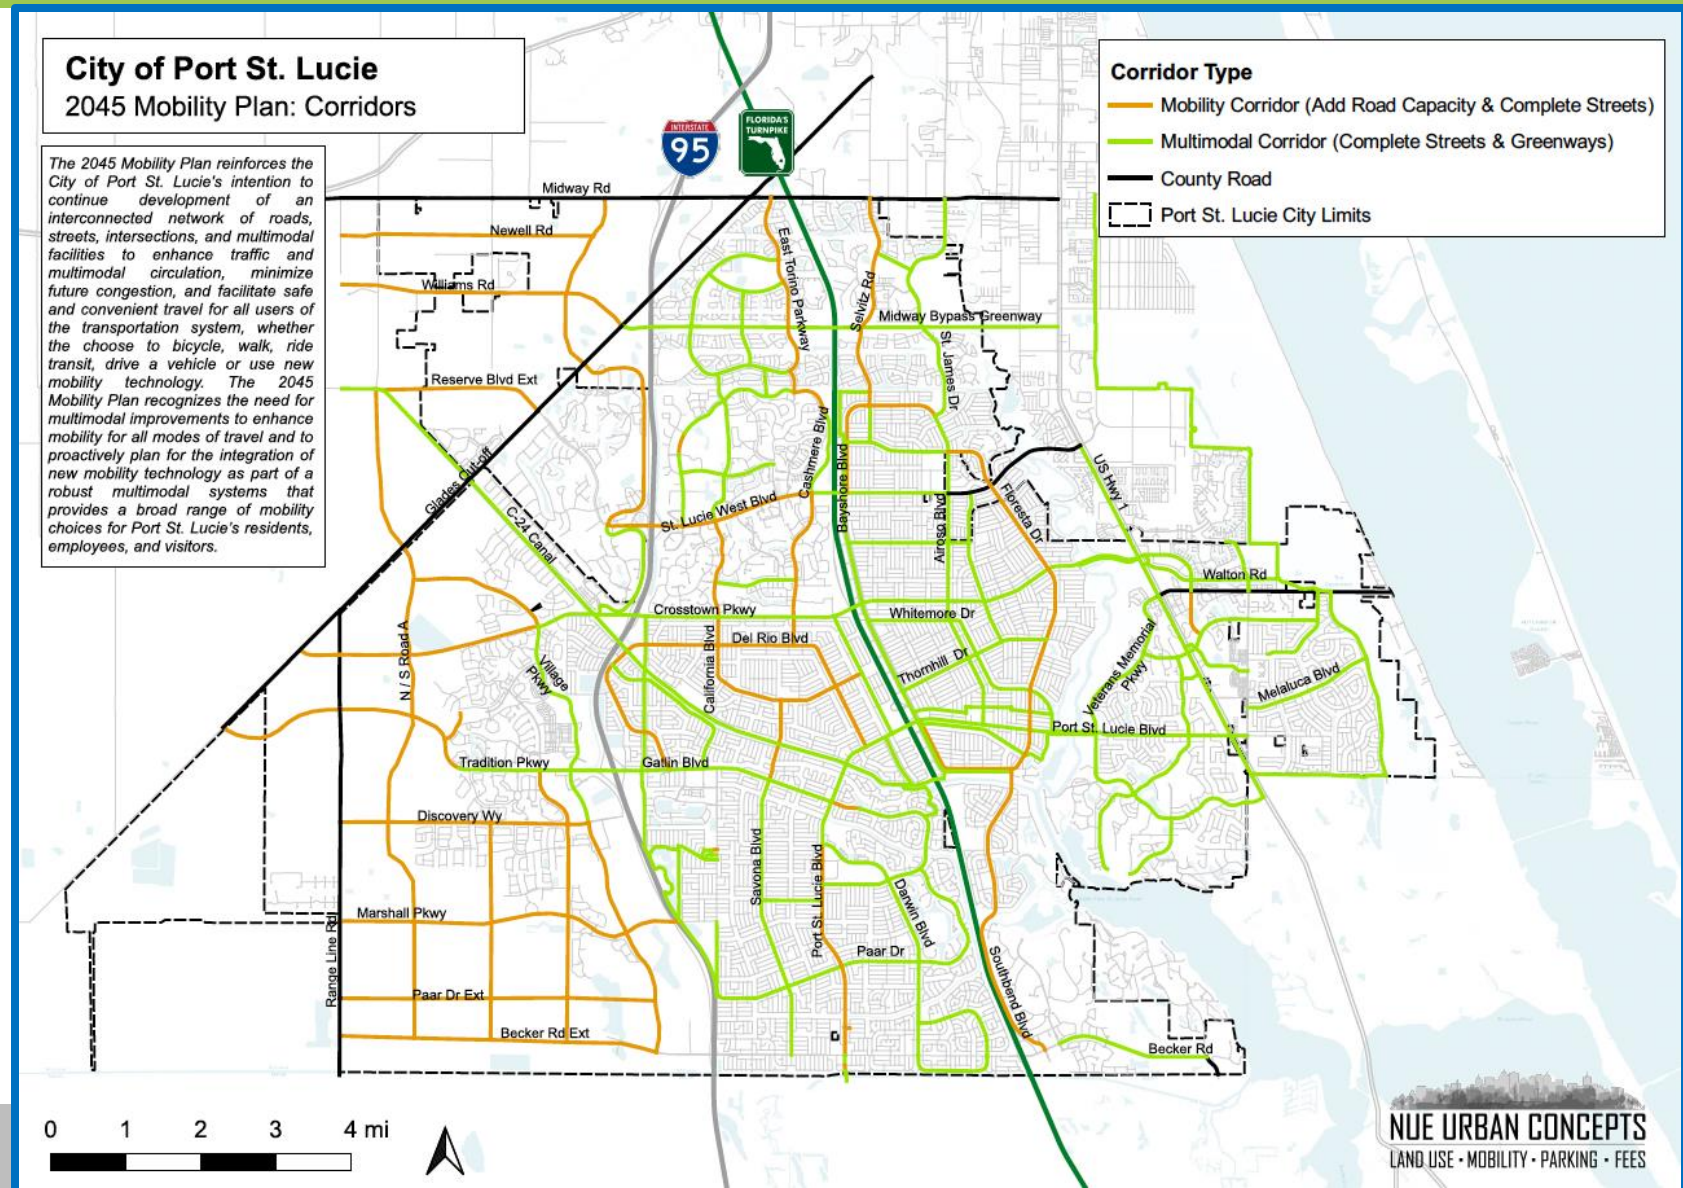 City of Port St. Lucie
2045 Mobility Plan: Corridors
The 2045 Mobility Plan reinforces the
City of Port St. Lucie's intention to
continue development of an
interconnected network of roads,
streets, intersections, and multimodal
facilities to enhance traffic and
multimodal circulation, minimize
future congestion, and facilitate safe
and convenient travel for all users of
the transportation system, whether
the choose to bicycle, walk, ride
transit, drive a vehicle or use new
mobility technology. The 2045
Mobility Plan recognizes the need for
multimodal improvements to enhance
mobility for all modes of travel and to
proactively plan for the integration of
new mobility technology as part of a
robust multimodal systems that
provides a broad range of mobility
choices for Port St. Lucie's residents,
employees, and visitors.
INTERSTATE
95
FLORIDA'S
TURNPIKE
Corridor Type
Mobility Corridor (Add Road Capacity & Complete Streets)
Multimodal Corridor (Complete Streets & Greenways)
County Road
Port St. Lucie City Limits
Midway Rd
Newell Rd
Williams Rd
East Torino Parkway
Selvitz Rd
Midway Bypass Greenway
St. James Dr
Reserve Blvd Ext
Cashmere Blvd
Bayshore Blvd
Glades Cut-off
C-24 Canal
St. Lucie West Blvd
Airoso Blvd
Floresta Dr
US Hwy 1
Walton Rd
Crosstown Pkwy
Whitemore Dr
Del Rio Blvd
California Blvd
N / S Road A
Village
Pkwy
Thornhill Dr
Veterans Memorial
Pkwy
Melaluca Blvd
Port St. Lucie Blvd
Tradition Pkwy
Gatlin Blvd
Discovery Wy
Savona Blvd
Port St. Lucie Blvd
Darwin Blvd
Marshall Pkwy
Range Line Rd
Paar Dr
Southbend Blvd
Paar Dr Ext
Becker Rd Ext
Becker Rd
0 1 2 3 4 mi
NUE URBAN CONCEPTS
LAND USE • MOBILITY • PARKING • FEES